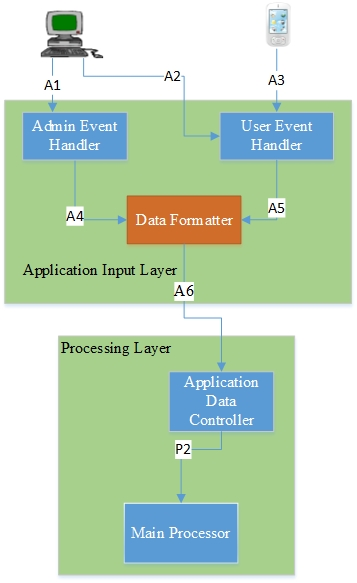 A1
A2
A3
Admin Event
Handler
User Event
Handler
A4
Data Formatter
A5
Application Input Layer
A6
Processing Layer
Application
Data
Controller
P2
Main Processor